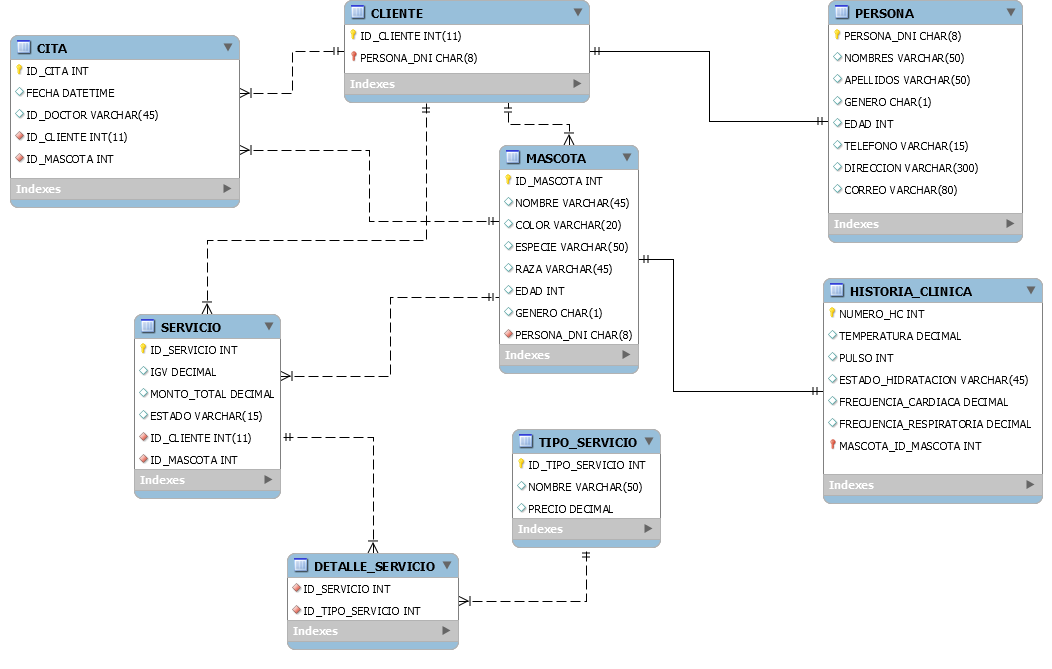 CLIENTE
ID_CLIENTE INT(11)
PERSONA_DNI CHAR(8)
Indexes
PERSONA
PERSONA_DNI CHAR(8)
NOMBRES VARCHAR(50)
APELLIDOS VARCHAR(50)
GENERO CHAR(1)
EDAD INT
TELEFONO VARCHAR(15)
DIRECCION VARCHAR(300)
CORREO VARCHAR(80)
Indexes
CITA
ID_CITA INT
FECHA DATETIME
ID_DOCTOR VARCHAR(45)
ID_CLIENTE INT(11)
ID_MASCOTA INT
Indexes
MASCOTA
ID_MASCOTA INT
NOMBRE VARCHAR(45)
COLOR VARCHAR(20)
ESPECIE VARCHAR(50)
RAZA VARCHAR(45)
EDAD INT
GENERO CHAR(1)
PERSONA_DNI CHAR(8)
Indexes
HISTORIA_CLINICA
NUMERO_HC INT
TEMPERATURA DECIMAL
PULSO INT
ESTADO_HIDRATACION VARCHAR(45)
FRECUENCIA_CARDIACA DECIMAL
FRECUENCIA_RESPIRATORIA DECIMAL
MASCOTA_ID_MASCOTA INT
Indexes
SERVICIO
ID_SERVICIO INT
IGV DECIMAL
MONTO_TOTAL DECIMAL
ESTADO VARCHAR(15)
ID_CLIENTE INT(11)
ID_MASCOTA INT
Indexes
TIPO_SERVICIO
ID_TIPO_SERVICIO INT
NOMBRE VARCHAR(50)
PRECIO DECIMAL
Indexes
DETALLE_SERVICIO
ID_SERVICIO INT
ID_TIPO_SERVICIO INT
Indexes